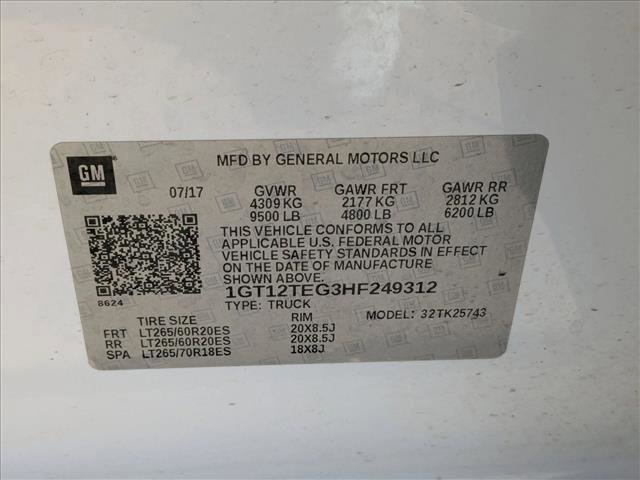 GM
MFD BY GENERAL MOTORS LLC
07/17 GVWR GAWR FRT GAWR RR
4309 KG 2177 KG 2812 KG
9500 LB 4800 LB 6200 LB
THIS VEHICLE CONFORMS TO ALL
APPLICABLE U.S. FEDERAL MOTOR
VEHICLE SAFETY STANDARDS IN EFFECT
ON THE DATE OF MANUFACTURE
SHOWN ABOVE.
8624
1GT12TEG3HF249312
TYPE: TRUCK MODEL: 32TK25743
TIRE SIZE RIM
FRT LT265/60R20ES 20X8.5J
RR LT265/60R20ES 20X8.5J
SPA LT265/70R18ES 18X8J